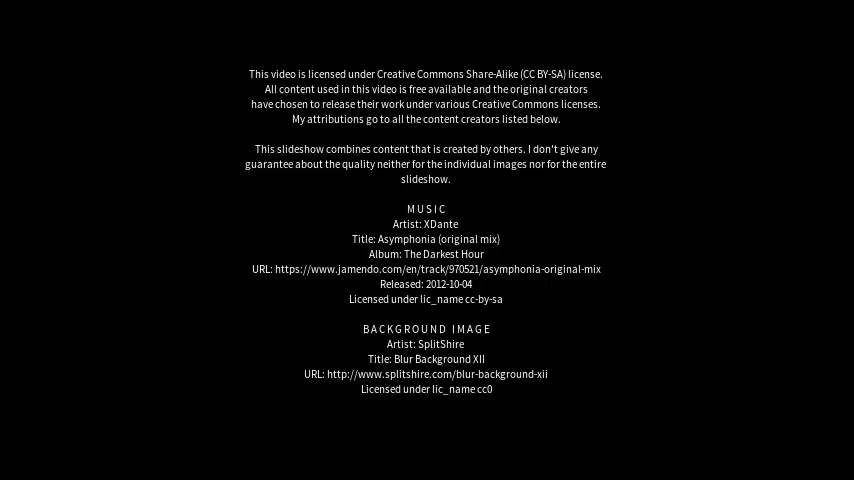 This video is licensed under Creative Commons Share-Alike (CC BY-SA) license.
All content used in this video is free available and the original creators
have chosen to release their work under various Creative Commons licenses.
My attributions go to all the content creators listed below.
This slideshow combines content that is created by others. I don't give any
guarantee about the quality neither for the individual images nor for the entire
slideshow.
MUSIC
Artist: XDante
Title: Asymphonia (original mix)
Album: The Darkest Hour
URL: https://www.jamendo.com/en/track/970521/asymphonia-original-mix
Released: 2012-10-04
Licensed under lic_name cc-by-sa
BACKGROUND IMAGE
Artist: SplitShire
Title: Blur Background XII
URL: http://www.splitshire.com/blur-background-xii
Licensed under lic_name cc0